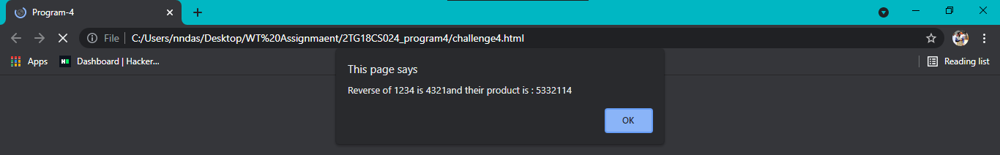 Program-4
File C:/Users/nndas/Desktop/WT%20Assignmaent/2TG18CS024_program4/challenge4.html
Apps Dashboard | Hacker... Reading list
This page says
Reverse of 1234 is 4321and their product is : 5332114
OK